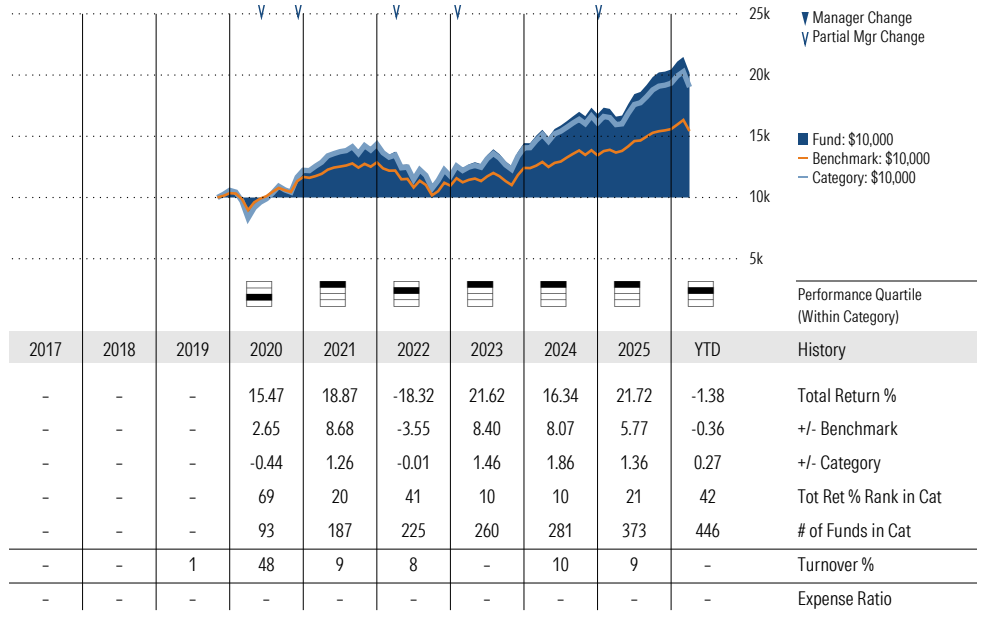 25k
Manager Change
Partial Mgr Change
20k
15k
Fund: $10,000
Benchmark: $10,000
Category: $10,000
10k
5k
Performance Quartile
(Within Category)
2017 2018 2019 2020 2021 2022 2023 2024 2025 YTD History
– – – 15.47 18.87 -18.32 21.62 16.34 21.72 -1.38 Total Return %
– – – 2.65 8.68 -3.55 8.40 8.07 5.77 -0.36 +/- Benchmark
– – – -0.44 1.26 -0.01 1.46 1.86 1.36 0.27 +/- Category
– – – 69 20 41 10 10 21 42 Tot Ret % Rank in Cat
– – – 93 187 225 260 281 373 446 # of Funds in Cat
– – 1 48 9 8 – 10 9 – Turnover %
– – – – – – – – – – Expense Ratio